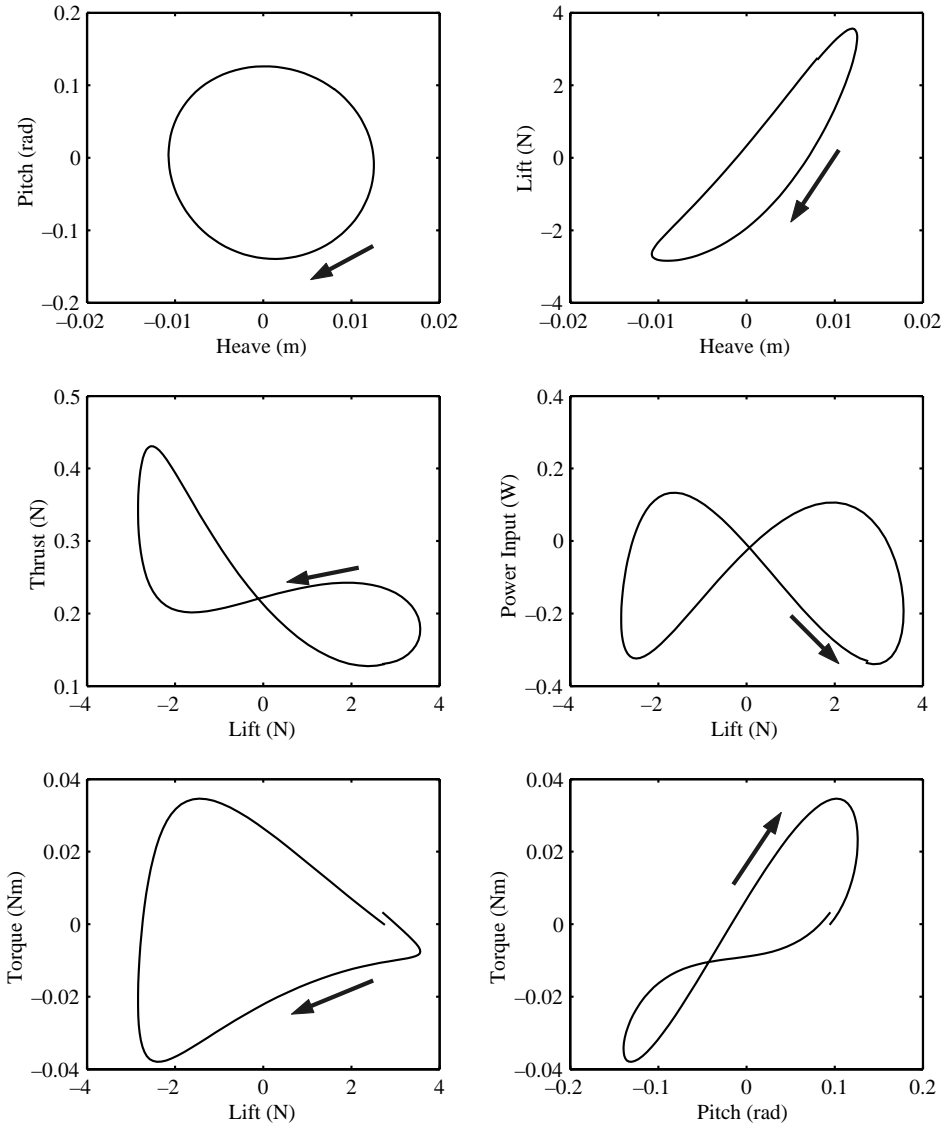 0.2
0.1
0
–0.1
–0.2
Pitch (rad)
–0.02 –0.01 0 0.01 0.02
Heave (m)
4
2
0
–2
–4
Lift (N)
–0.02 –0.01 0 0.01 0.02
Heave (m)
0.5
0.4
0.3
0.2
0.1
Thrust (N)
–4 –2 0 2 4
Lift (N)
0.4
0.2
0
–0.2
–0.4
Power Input (W)
–4 –2 0 2 4
Lift (N)
0.04
0.02
0
–0.02
–0.04
Torque (Nm)
–4 –2 0 2 4
Lift (N)
0.04
0.02
0
–0.02
–0.04
Torque (Nm)
–0.2 –0.1 0 0.1 0.2
Pitch (rad)